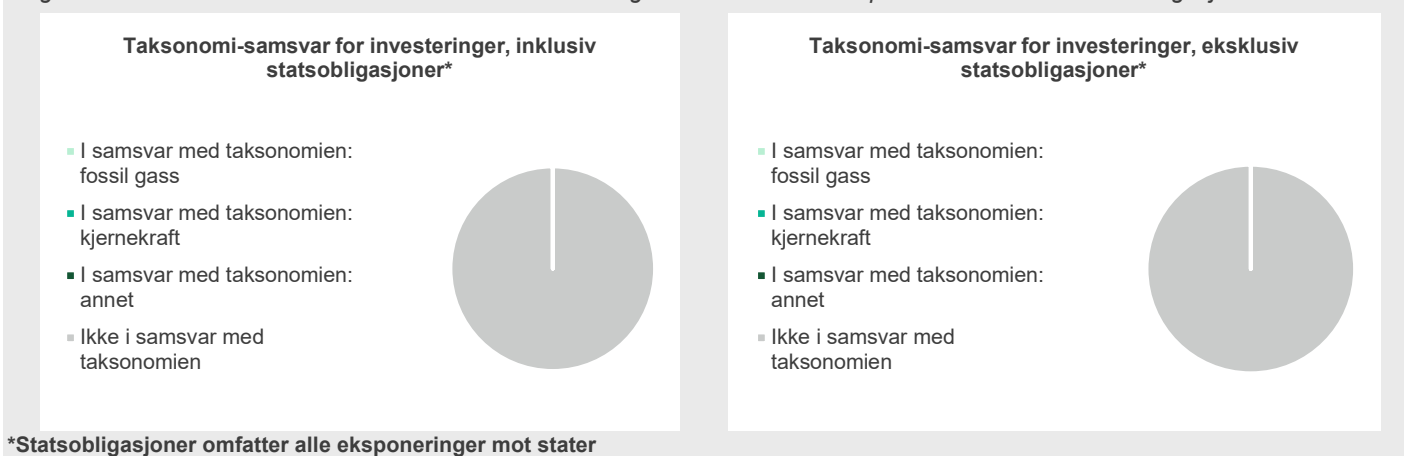 Taksonomi-samsvar for investeringer, inklusiv
statsobligasjoner*
I samsvar med taksonomien:
fossil gass
I samsvar med taksonomien:
kjernekraft
I samsvar med taksonomien:
annet
Ikke i samsvar med
taksonomien
Taksonomi-samsvar for investeringer, eksklusiv
statsobligasjoner*
I samsvar med taksonomien:
fossil gass
I samsvar med taksonomien:
kjernekraft
I samsvar med taksonomien:
annet
Ikke i samsvar med
taksonomien
*Statsobligasjoner omfatter alle eksponeringer mot stater